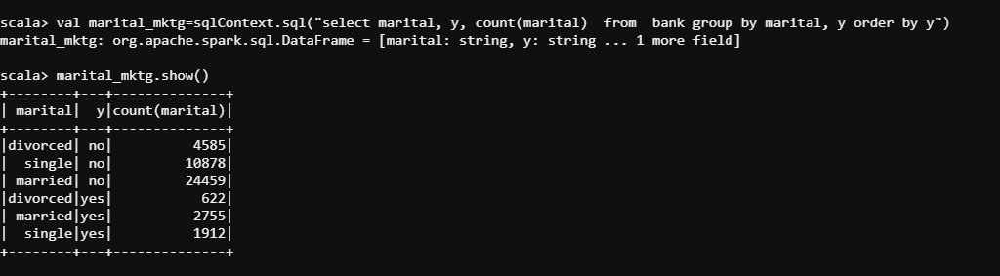 scala> val marital_mktg=sqlContext.sql("select marital, y, count(marital)  from  bank group by marital, y order by y")
marital_mktg: org.apache.spark.sql.DataFrame = [marital: string, y: string ... 1 more field]
scala> marital_mktg.show()
+--------+---+--------------+
| marital|  y|count(marital)|
+--------+---+--------------+
|divorced| no|          4585|
|  single| no|         10878|
| married| no|         24459|
|divorced|yes|           622|
| married|yes|          2755|
|  single|yes|          1912|
+--------+---+--------------+